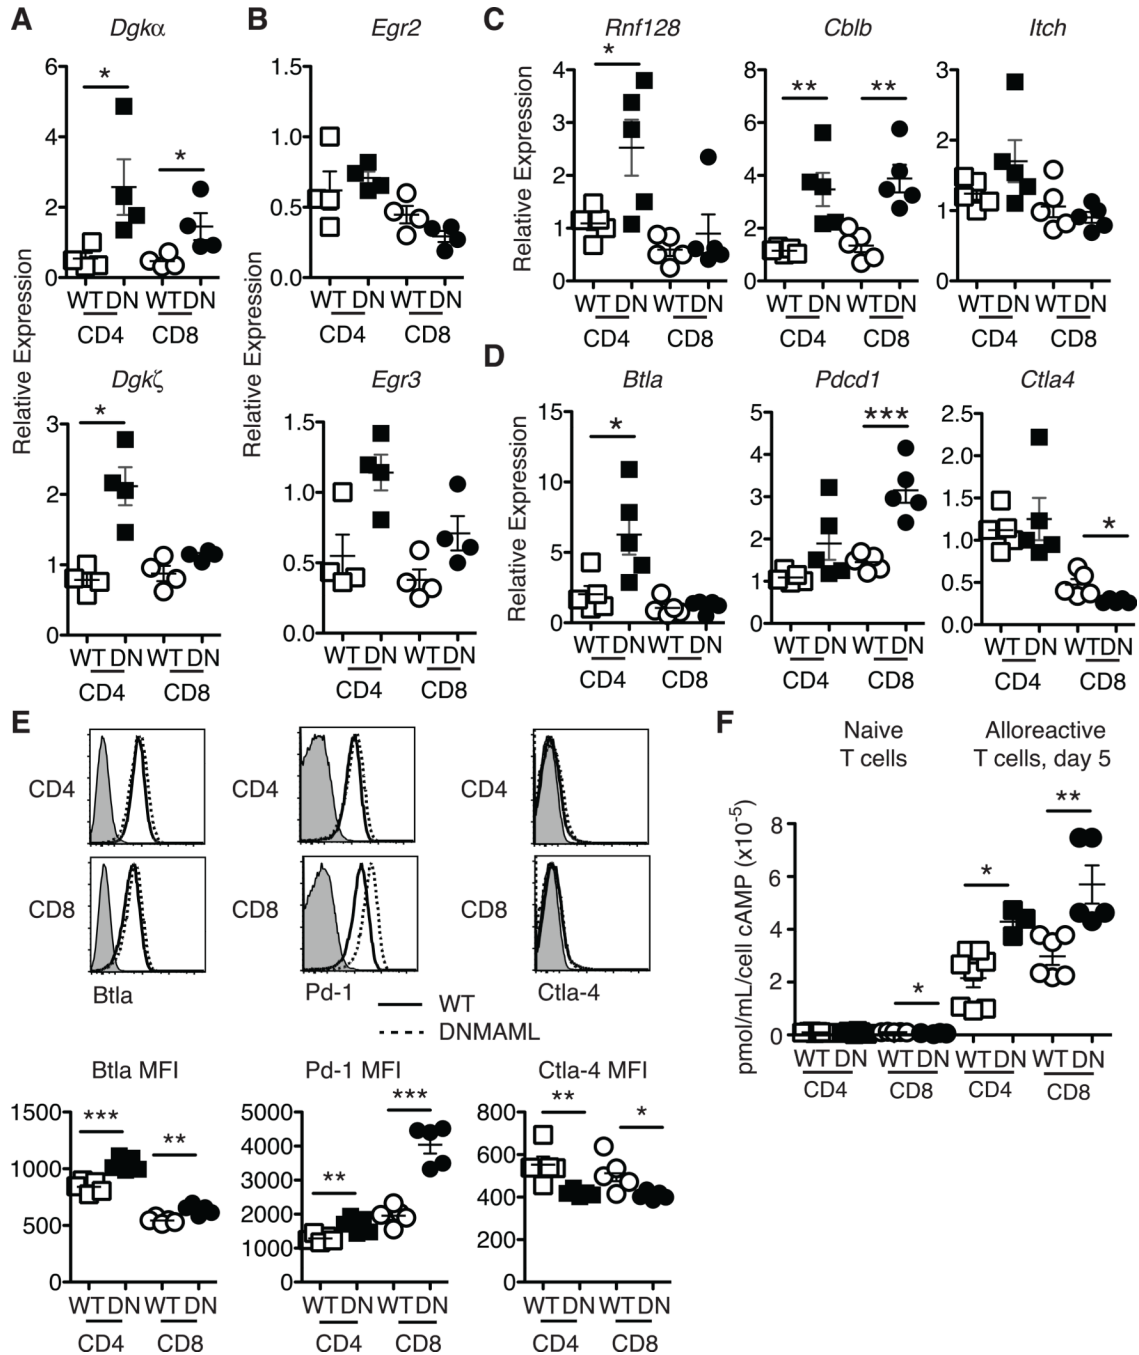 A
Dgkα
Relative Expression
6
4
2
0
*
*
WT DN WT DN
CD4 CD8
Dgkζ
3
2
1
0
*
WT DN WT DN
CD4 CD8
B
Egr2
Relative Expression
1.5
1.0
0.5
0.0
WT DN WT DN
CD4 CD8
Egr3
1.5
1.0
0.5
0.0
WT DN WT DN
CD4 CD8
C
Rnf128
Relative Expression
4
3
2
1
0
*
WT DN WT DN
CD4 CD8
Cblb
8
6
4
2
0
** **
WT DN WT DN
CD4 CD8
Itch
3
2
1
0
WT DN WT DN
CD4 CD8
D
Btla
Relative Expression
15
10
5
0
*
WT DN WT DN
CD4 CD8
Pdcd1
5
4
3
2
1
0
***
WT DN WT DN
CD4 CD8
Ctla4
2.5
2.0
1.5
1.0
0.5
0.0
*
WT DN WT DN
CD4 CD8
E
CD4 CD4 CD4
CD8 CD8 CD8
Btla Pd-1 Ctla-4
WT
DNMAML
Btla MFI
1500
1000
500
0
***
**
WT DN WT DN
CD4 CD8
Pd-1 MFI
5000
4000
3000
2000
1000
0
***
**
WT DN WT DN
CD4 CD8
Ctla-4 MFI
800
600
400
200
0
**
*
WT DN WT DN
CD4 CD8
F
Naive
T cells
Alloreactive
T cells, day 5
pmol/mL/cell cAMP (x10-5)
8
6
4
2
0
**
*
*
WT DN WT DN WT DN WT DN
CD4 CD8 CD4 CD8